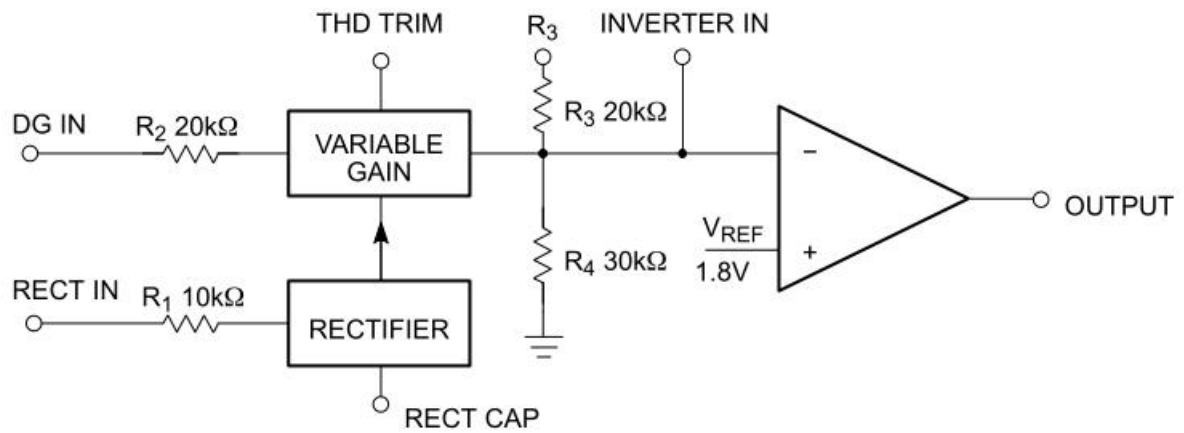 THD TRIM
R3
INVERTER IN
DG IN
R2 20kΩ
VARIABLE
GAIN
R3 20kΩ
−
OUTPUT
VREF
1.8V
+
R4 30kΩ
RECT IN
R1 10kΩ
RECTIFIER
RECT CAP